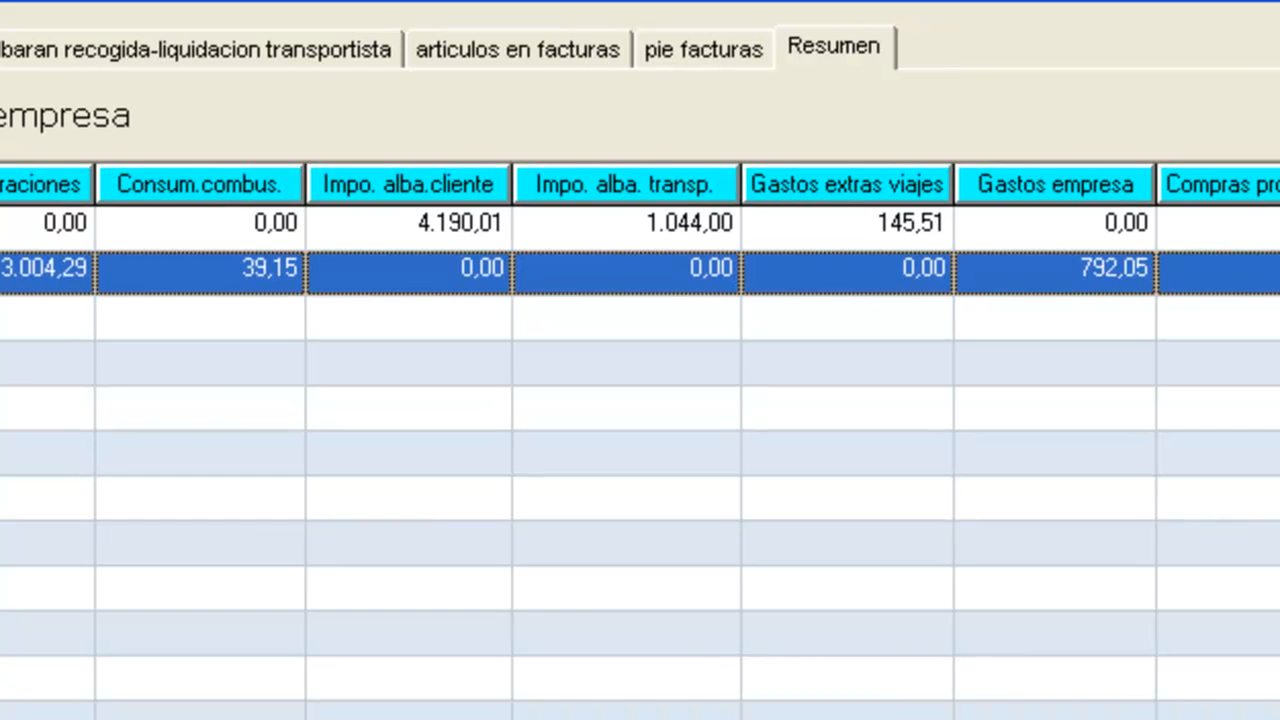 baran recogida-liquidacion transportista articulos en facturas pie facturas Resumen
empresa
raciones Consum.combus. Impo. alba.cliente Impo. alba. transp. Gastos extras viajes Gastos empresa Compras pro
0,00 0,00 4.190,01 1.044,00 145,51 0,00
3.004,29 39,15 0,00 0,00 0,00 792,05